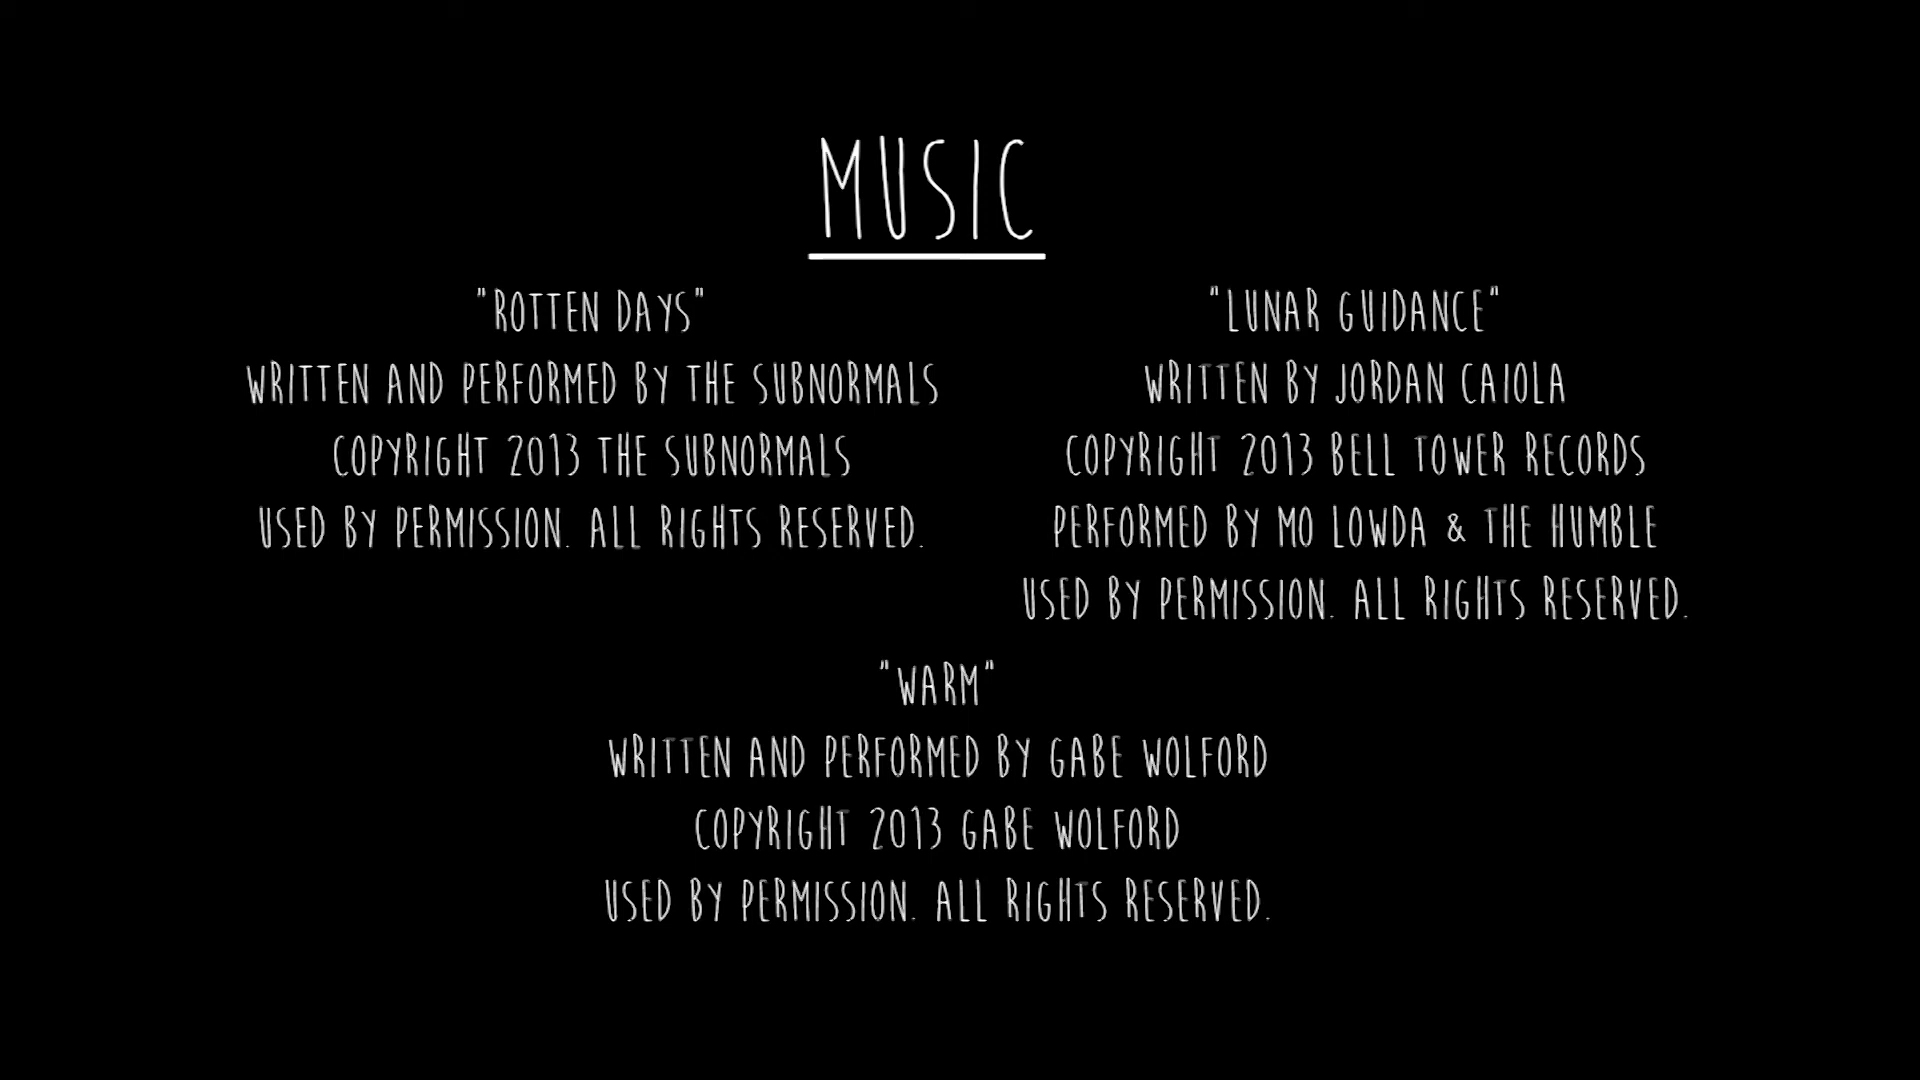 MUSIC
"ROTTEN DAYS"
WRITTEN AND PERFORMED BY THE SUBNORMALS
COPYRIGHT 2013 THE SUBNORMALS
USED BY PERMISSION. ALL RIGHTS RESERVED.
"LUNAR GUIDANCE"
WRITTEN BY JORDAN CAIOLA
COPYRIGHT 2013 BELL TOWER RECORDS
PERFORMED BY MO LOWDA & THE HUMBLE
USED BY PERMISSION. ALL RIGHTS RESERVED.
"WARM"
WRITTEN AND PERFORMED BY GABE WOLFORD
COPYRIGHT 2013 GABE WOLFORD
USED BY PERMISSION. ALL RIGHTS RESERVED.